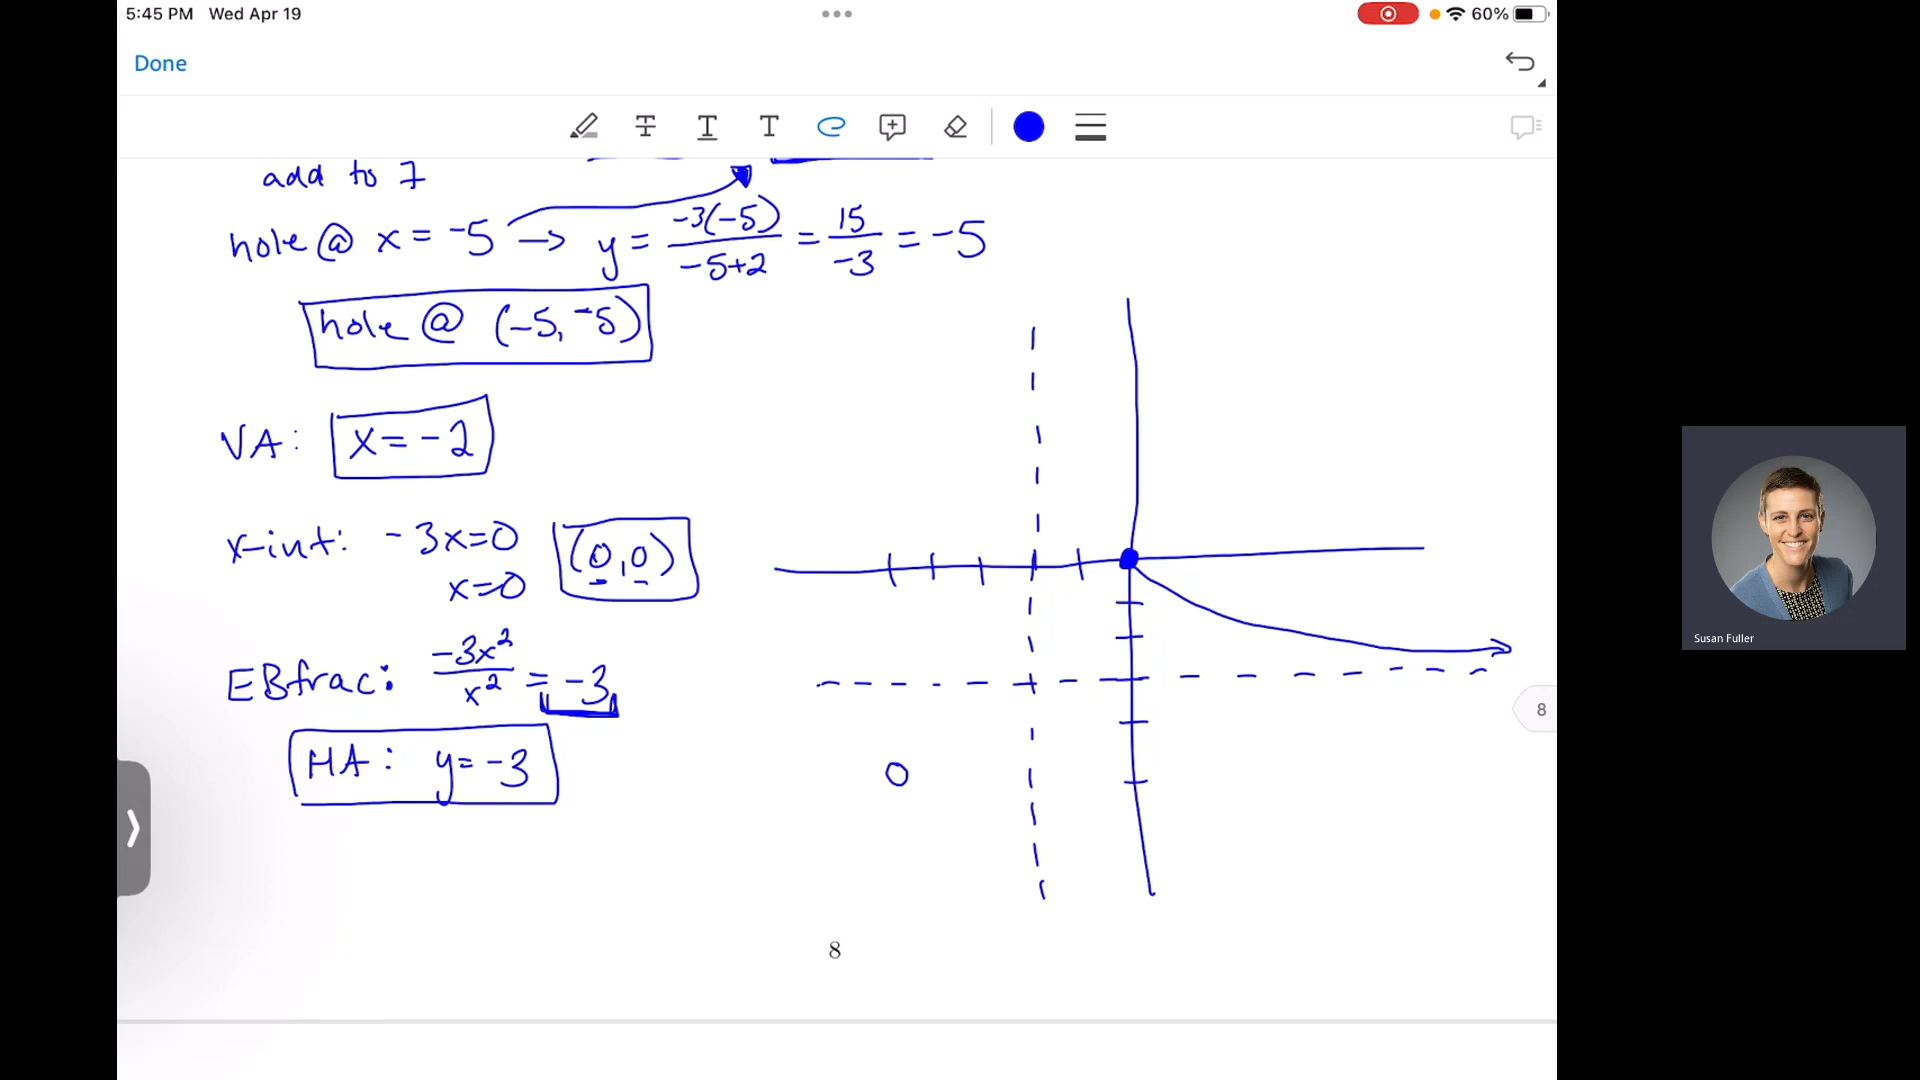 5:45 PM Wed Apr 19
60%
Done
add to 7
hole @ x = -5 → y = -3(-5)/-5+2 = 15/-3 = -5
hole @ (-5, -5)
VA: x = -2
x-int: -3x=0 (0,0)
x=0
EBfrac: -3x²/x² = -3
HA: y = -3
8
8
Susan Fuller